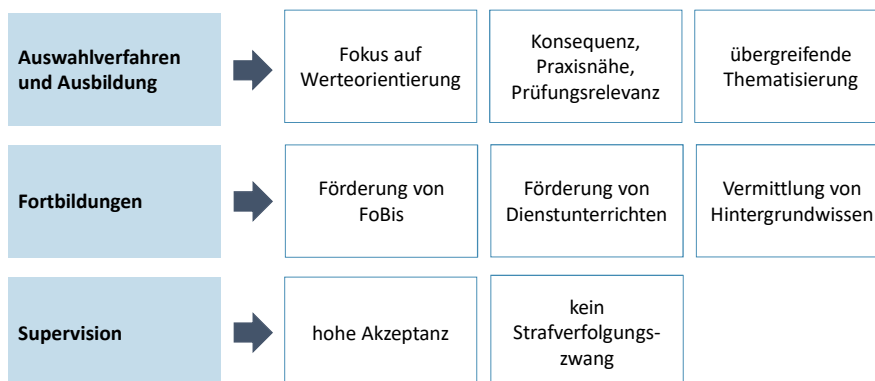 Auswahlverfahren
und Ausbildung
Fokus auf
Werteorientierung
Konsequenz,
Praxisnähe,
Prüfungsrelevanz
übergreifende
Thematisierung
Fortbildungen
Förderung von
FoBis
Förderung von
Dienstunterrichten
Vermittlung von
Hintergrundwissen
Supervision
hohe Akzeptanz
kein
Strafverfolgungs-
zwang